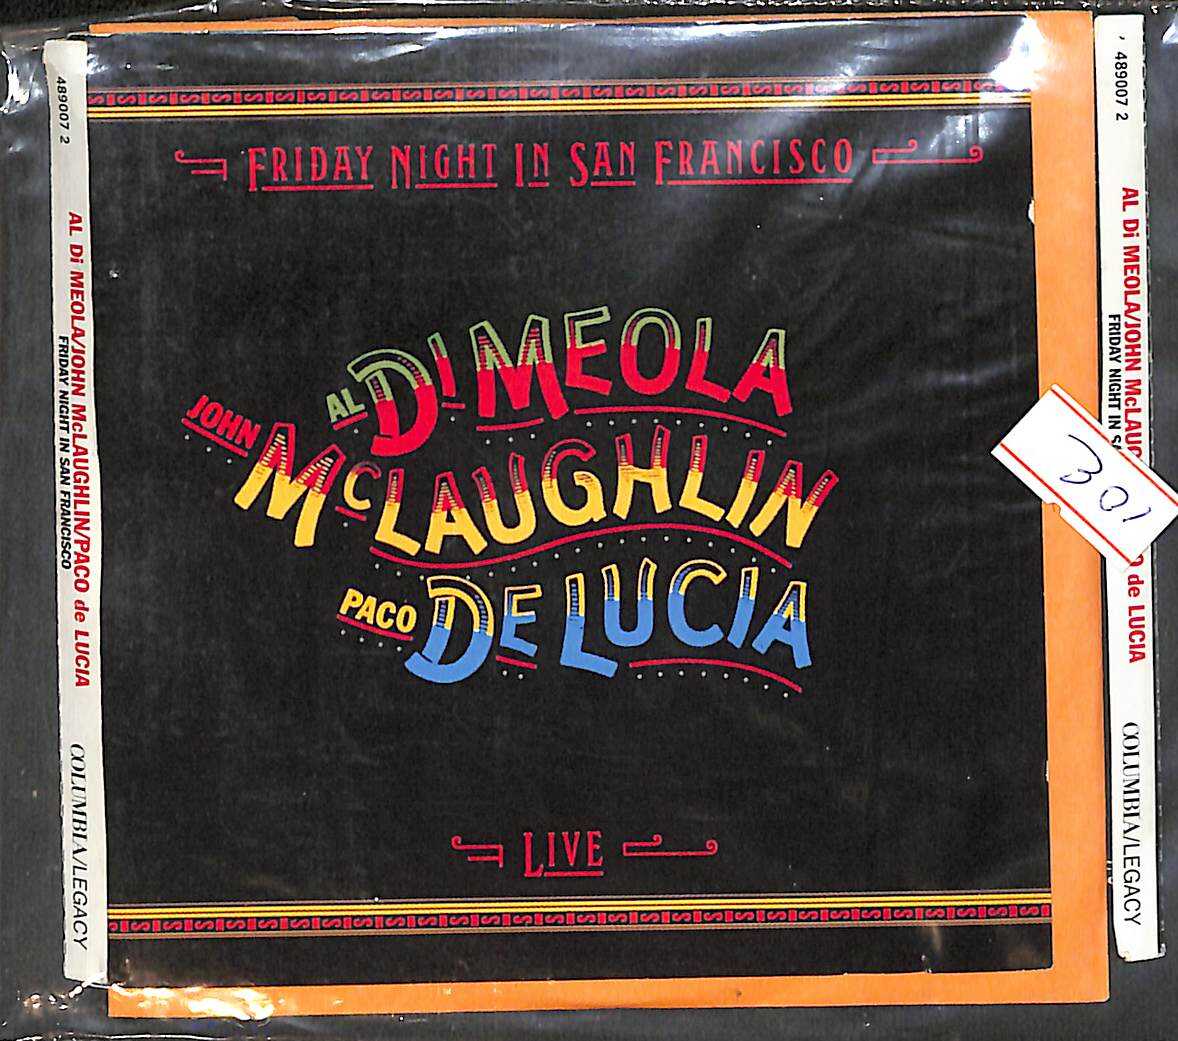 FRIDAY NIGHT IN SAN FRANCISCO
AL DI MEOLA
JOHN MCLAUGHLIN
PACO DE LUCIA
LIVE
489007 2
AL Di MEOLA/JOHN McLAUGHLIN/PACO de LUCIA
FRIDAY NIGHT IN SAN FRANCISCO
COLUMBIA/LEGACY
489007 2
AL Di MEOLA/JOHN McLAUG de LUCIA
FRIDAY NIGHT IN
COLUMBIA/LEGACY
301